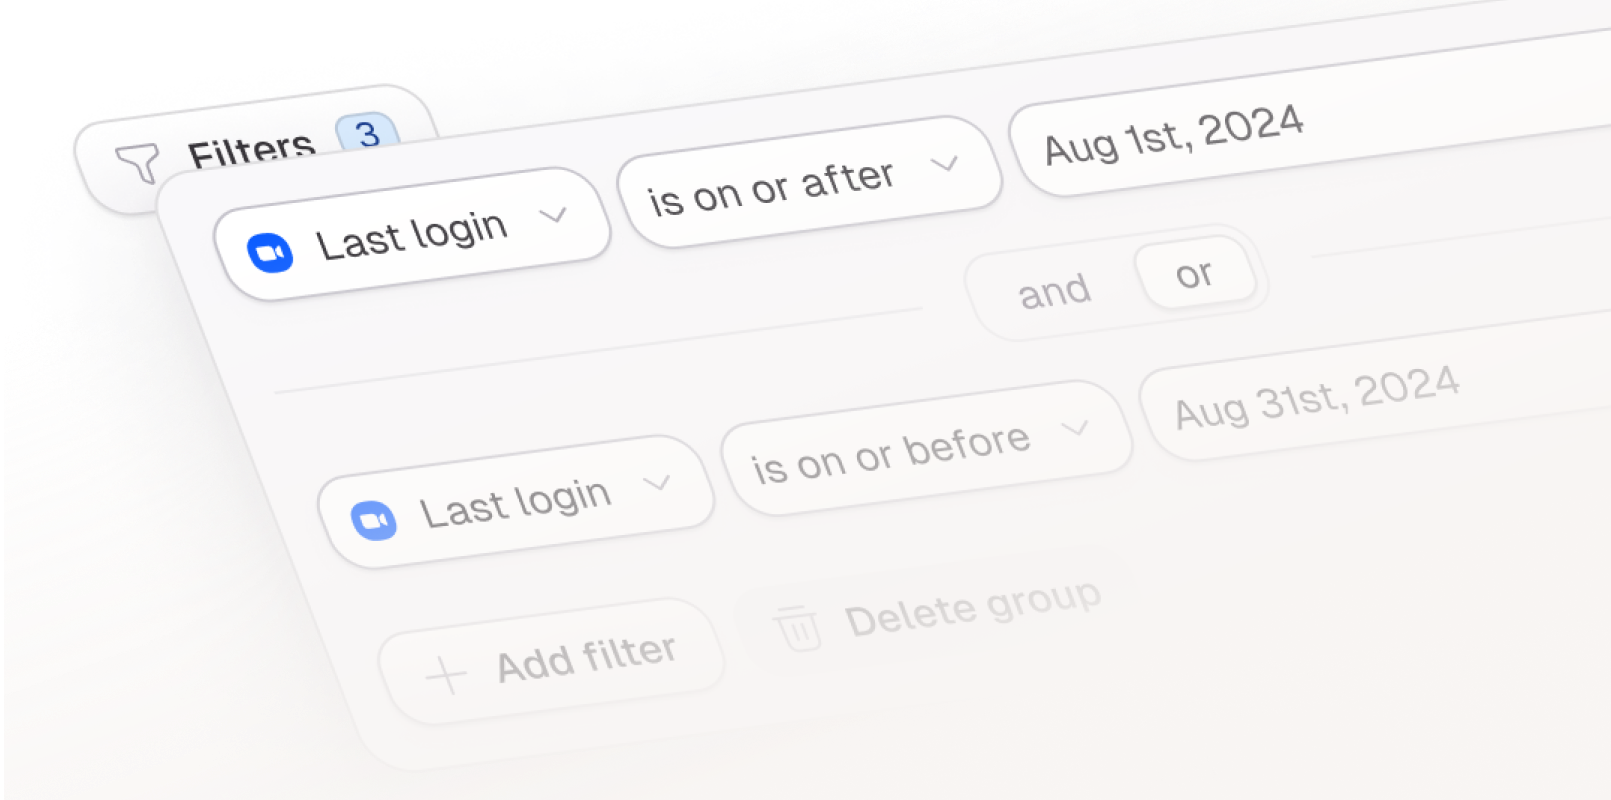 Filters 3
Last login is on or after Aug 1st, 2024
and or
Last login is on or before Aug 31st, 2024
Add filter Delete group